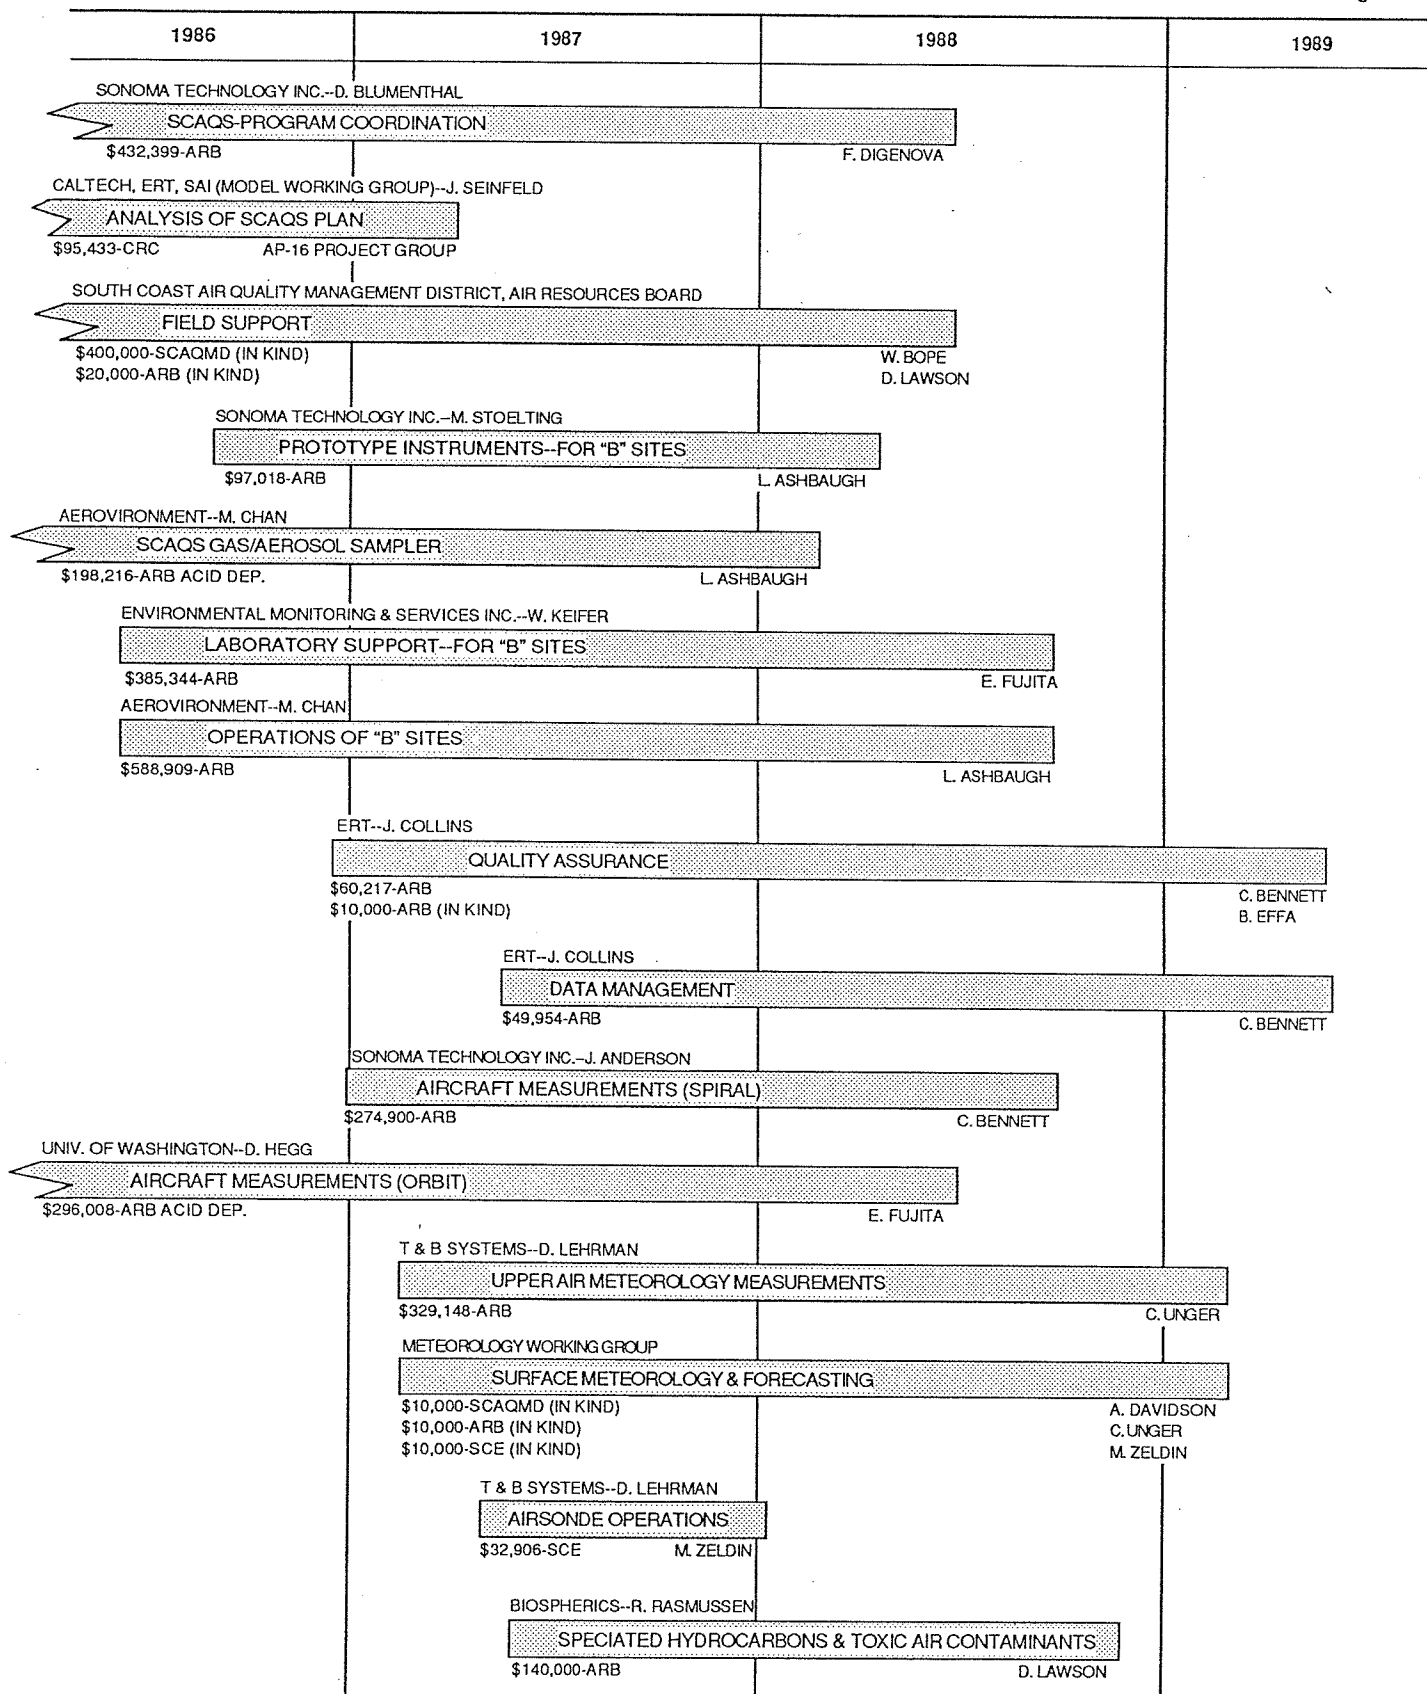 1986 1987 1988 1989
SONOMA TECHNOLOGY INC.--D. BLUMENTHAL
SCAQS-PROGRAM COORDINATION
$432,399-ARB F. DIGENOVA
CALTECH, ERT, SAI (MODEL WORKING GROUP)--J. SEINFELD
ANALYSIS OF SCAQS PLAN
$95,433-CRC AP-16 PROJECT GROUP
SOUTH COAST AIR QUALITY MANAGEMENT DISTRICT, AIR RESOURCES BOARD
FIELD SUPPORT
$400,000-SCAQMD (IN KIND) W. BOPE
$20,000-ARB (IN KIND) D. LAWSON
SONOMA TECHNOLOGY INC.--M. STOELTING
PROTOTYPE INSTRUMENTS--FOR “B” SITES
$97,018-ARB L. ASHBAUGH
AEROVIRONMENT--M. CHAN
SCAQS GAS/AEROSOL SAMPLER
$198,216-ARB ACID DEP. L. ASHBAUGH
ENVIRONMENTAL MONITORING & SERVICES INC.--W. KEIFER
LABORATORY SUPPORT--FOR “B” SITES
$385,344-ARB E. FUJITA
AEROVIRONMENT--M. CHAN
OPERATIONS OF “B” SITES
$588,909-ARB L. ASHBAUGH
ERT--J. COLLINS
QUALITY ASSURANCE
$60,217-ARB C. BENNETT
$10,000-ARB (IN KIND) B. EFFA
ERT--J. COLLINS
DATA MANAGEMENT
$49,954-ARB C. BENNETT
SONOMA TECHNOLOGY INC.--J. ANDERSON
AIRCRAFT MEASUREMENTS (SPIRAL)
$274,900-ARB C. BENNETT
UNIV. OF WASHINGTON--D. HEGG
AIRCRAFT MEASUREMENTS (ORBIT)
$296,008-ARB ACID DEP. E. FUJITA
T & B SYSTEMS--D. LEHRMAN
UPPER AIR METEOROLOGY MEASUREMENTS
$329,148-ARB C. UNGER
METEOROLOGY WORKING GROUP
SURFACE METEOROLOGY & FORECASTING
$10,000-SCAQMD (IN KIND) A. DAVIDSON
$10,000-ARB (IN KIND) C. UNGER
$10,000-SCE (IN KIND) M. ZELDIN
T & B SYSTEMS--D. LEHRMAN
AIRSONDE OPERATIONS
$32,906-SCE M. ZELDIN
BIOSPHERICS--R. RASMUSSEN
SPECIATED HYDROCARBONS & TOXIC AIR CONTAMINANTS
$140,000-ARB D. LAWSON